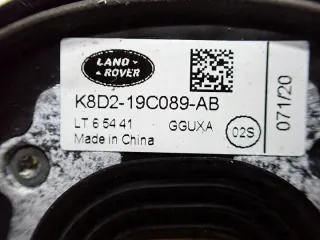 LAND
ROVER
K8D2-19C089-AB
LT 6 54 41 GGUXA 02S
Made in China
071/20